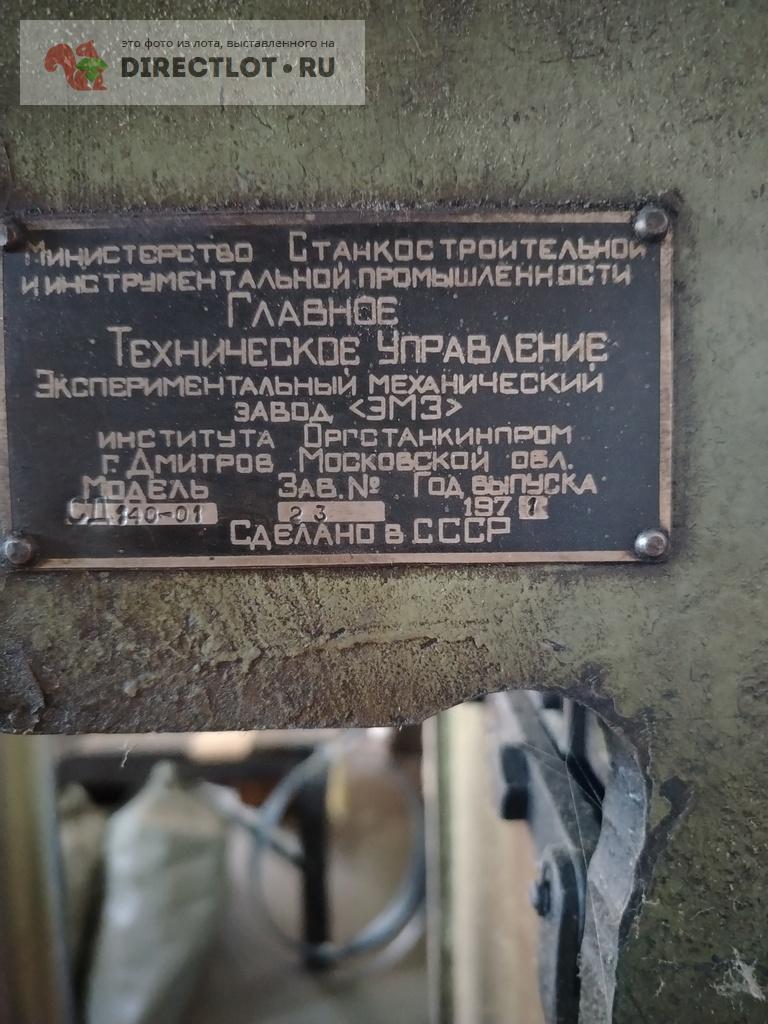 это фото из лота, выставленного на
DIRECTLOT.RU
Министерство Станкостроительной
и инструментальной промышленности
Главное
Техническое Управление
Экспериментальный механический
завод <ЭМЗ>
института Оргстанкинпром
г. Дмитров Московской обл.
Модель Зав. № Год выпуска
СД140-01 23 1971
Сделано в СССР